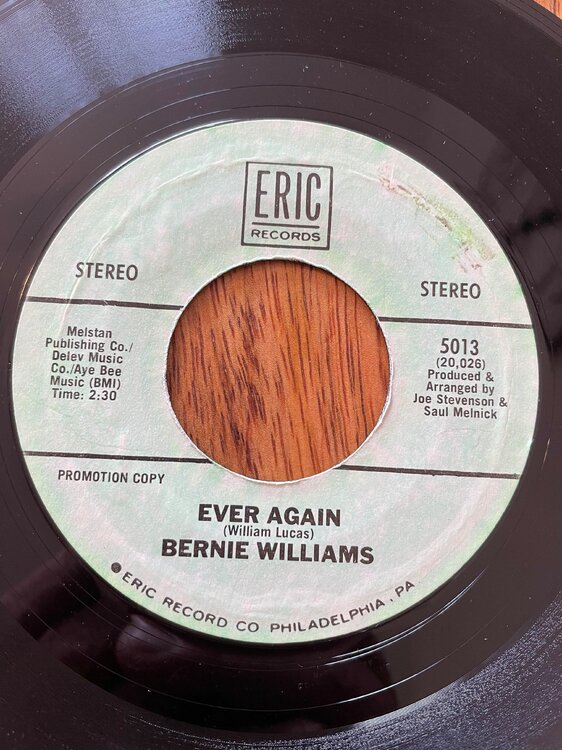 ERIC
RECORDS
STEREO
STEREO
Melstan
Publishing Co./
Delev Music
Co./Aye Bee
Music (BMI)
Time: 2:30
5013
(20,026)
Produced &
Arranged by
Joe Stevenson &
Saul Melnick
PROMOTION COPY
EVER AGAIN
(William Lucas)
BERNIE WILLIAMS
ERIC RECORD CO PHILADELPHIA, PA